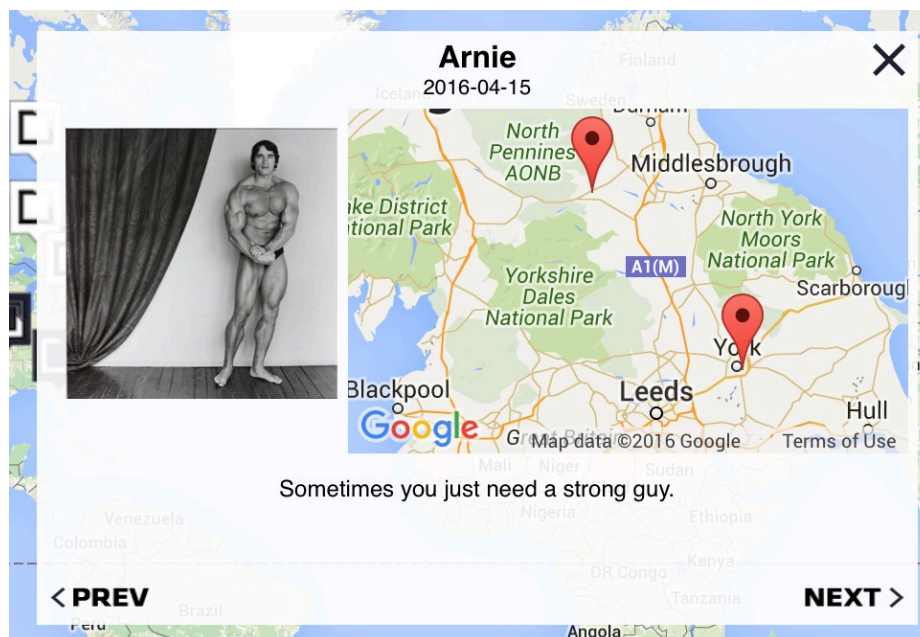 Arnie
2016-04-15
Finland
Iceland
Sweden
Durham
North
Pennines
AONB
Middlesbrough
ke District
tional Park
North York
Moors
National Park
A1(M)
Yorkshire
Dales
National Park
Scarboroug
York
Blackpool
Leeds
Hull
Google
Map data ©2016 Google
Terms of Use
Mali
Niger
Sudan
Sometimes you just need a strong guy.
Venezuela
Nigeria
Ethiopia
Colombia
DR Congo
Kenya
< PREV
Brazil
Tanzania
NEXT >
Peru
Angola